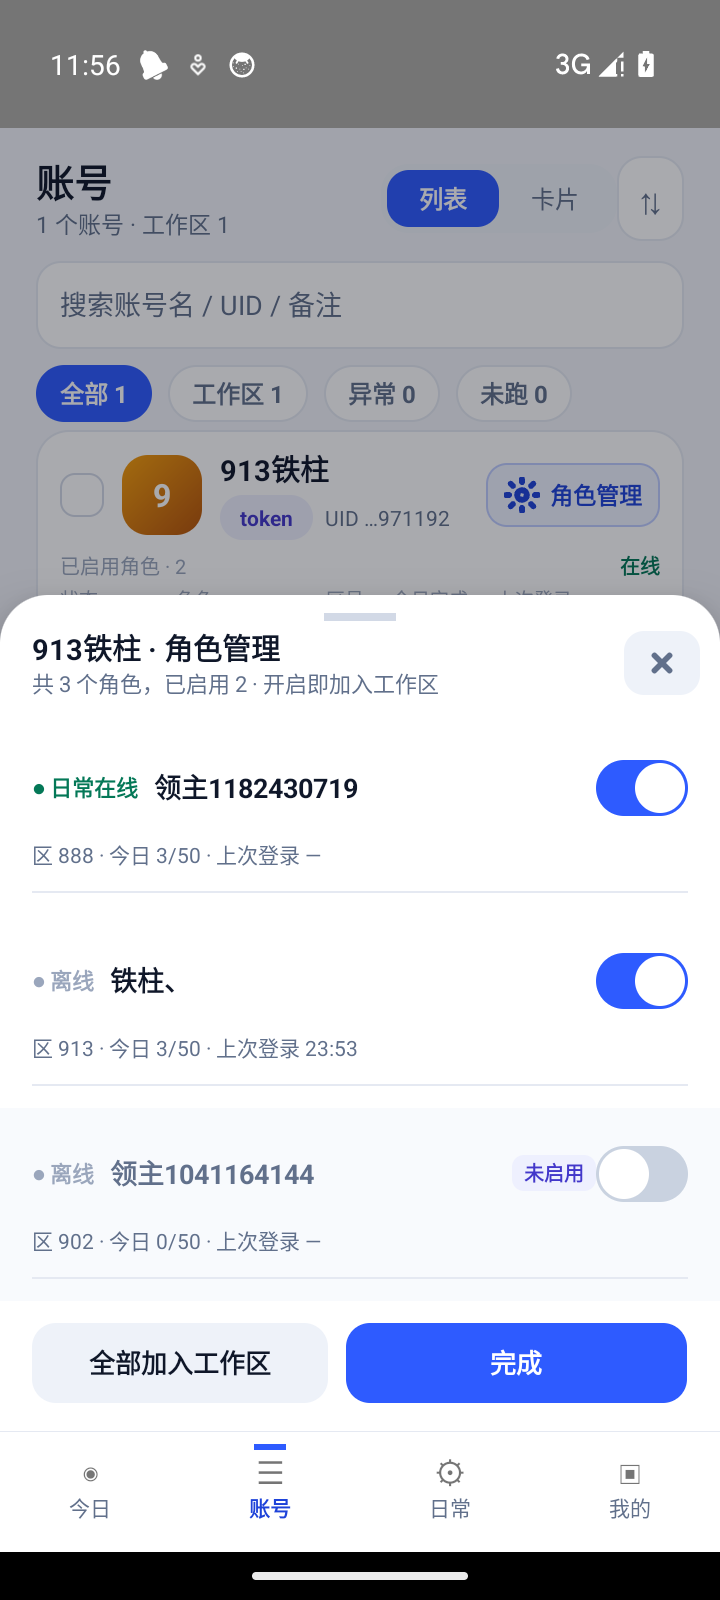 11:56 3G
账号
1 个账号 · 工作区 1
列表 卡片
搜索账号名 / UID / 备注
全部 1 工作区 1 异常 0 未跑 0
9 913铁柱 角色管理
token UID ...971192
已启用角色 · 2 在线
913铁柱 · 角色管理
共 3 个角色，已启用 2 · 开启即加入工作区
日常在线 领主1182430719
区 888 · 今日 3/50 · 上次登录 —
离线 铁柱、
区 913 · 今日 3/50 · 上次登录 23:53
离线 领主1041164144 未启用
区 902 · 今日 0/50 · 上次登录 —
全部加入工作区 完成
今日 账号 日常 我的